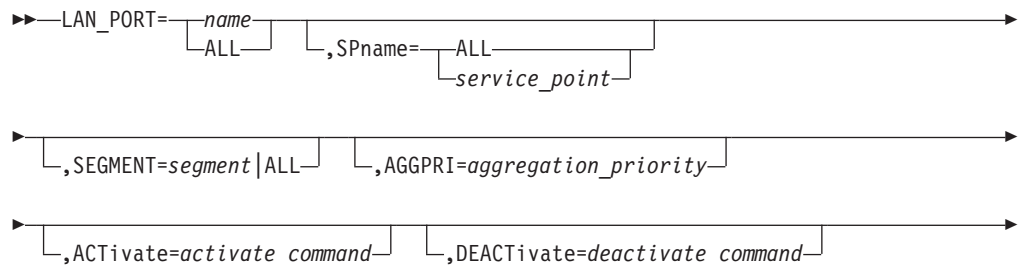 LAN_PORT= name
ALL ,SPname= ALL
service_point
,SEGMENT=segment|ALL ,AGGPRI=aggregation_priority
,ACTivate=activate command ,DEACTivate=deactivate command